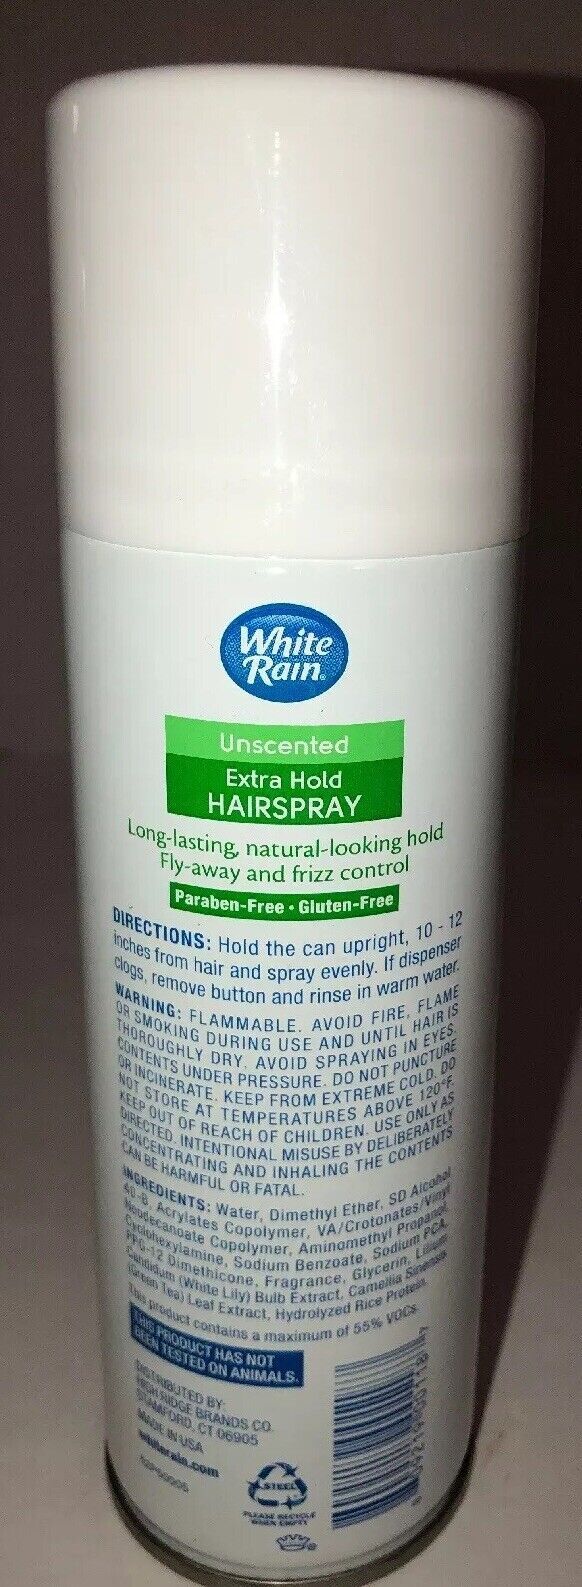 White
Rain®
Unscented
Extra Hold
HAIRSPRAY
Long-lasting, natural-looking hold
Fly-away and frizz control
Paraben-Free • Gluten-Free
DIRECTIONS: Hold the can upright, 10 - 12
inches from hair and spray evenly. If dispenser
clogs, remove button and rinse in warm water.
WARNING: FLAMMABLE. AVOID FIRE, FLAME
OR SMOKING DURING USE AND UNTIL HAIR IS
THOROUGHLY DRY. AVOID SPRAYING IN EYES.
CONTENTS UNDER PRESSURE. DO NOT PUNCTURE
OR INCINERATE. KEEP FROM EXTREME COLD. DO
NOT STORE AT TEMPERATURES ABOVE 120°F.
KEEP OUT OF REACH OF CHILDREN. USE ONLY AS
DIRECTED. INTENTIONAL MISUSE BY DELIBERATELY
CONCENTRATING AND INHALING THE CONTENTS
CAN BE HARMFUL OR FATAL.
INGREDIENTS: Water, Dimethyl Ether, SD Alcohol
40-B, Acrylates Copolymer, VA/Crotonates/Vinyl
Neodecanoate Copolymer, Aminomethyl Propanol,
Cyclohexylamine, Sodium Benzoate, Sodium PCA,
PPG-12 Dimethicone, Fragrance, Glycerin, Lilium
Candidum (White Lily) Bulb Extract, Camellia Sinensis
(Green Tea) Leaf Extract, Hydrolyzed Rice Protein.
This product contains a maximum of 55% VOCs.
THIS PRODUCT HAS NOT
BEEN TESTED ON ANIMALS.
DISTRIBUTED BY:
HIGH RIDGE BRANDS CO.
STAMFORD, CT 06905
MADE IN USA
whiterain.com
STEEL
PLEASE RECYCLE
WHEN EMPTY